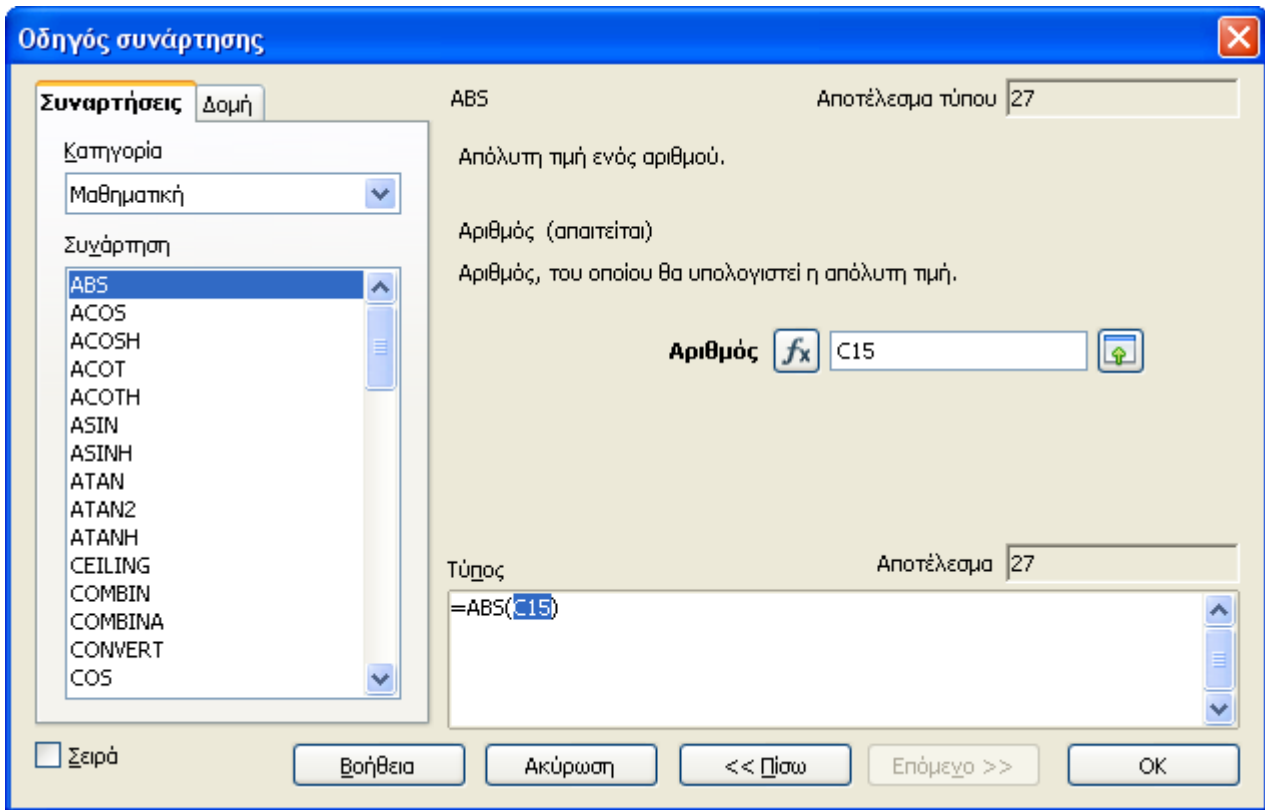 Οδηγός συνάρτησης
Συναρτήσεις Δομή
Κατηγορία
Μαθηματική
Συνάρτηση
ABS
ACOS
ACOSH
ACOT
ACOTH
ASIN
ASINH
ATAN
ATAN2
ATANH
CEILING
COMBIN
COMBINA
CONVERT
COS
ABS Αποτέλεσμα τύπου 27
Απόλυτη τιμή ενός αριθμού.
Αριθμός (απαιτείται)
Αριθμός, του οποίου θα υπολογιστεί η απόλυτη τιμή.
Αριθμός fx C15
Τύπος Αποτέλεσμα 27
=ABS(C15)
Σειρά Βοήθεια Ακύρωση << Πίσω Επόμενο >> OK